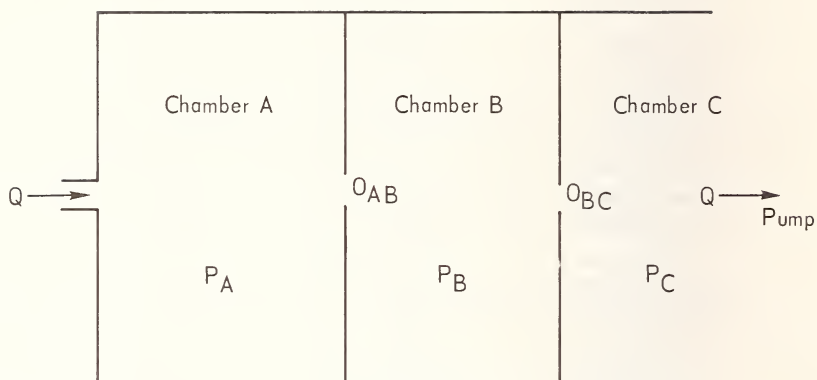 Chamber A
Chamber B
Chamber C
Q
O_AB
O_BC
Q
Pump
P_A
P_B
P_C